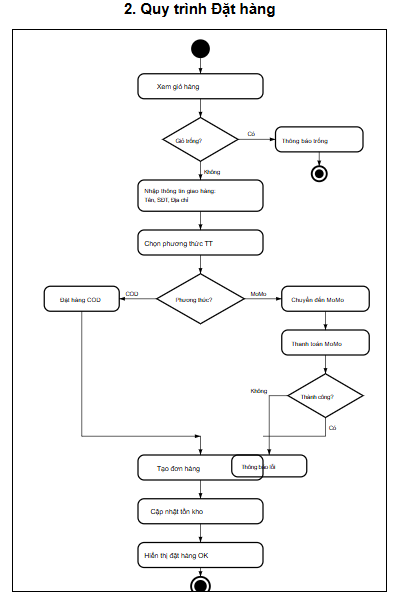 2. Quy trình Đặt hàng
Xem giỏ hàng
Giỏ trống?
Có
Thông báo trống
Không
Nhập thông tin giao hàng:
Tên, SĐT, Địa chỉ
Chọn phương thức TT
Đặt hàng COD
COD
Phương thức?
MoMo
Chuyển đến MoMo
Thanh toán MoMo
Không
Thành công?
Có
Tạo đơn hàng
Thông báo lỗi
Cập nhật tồn kho
Hiển thị đặt hàng OK